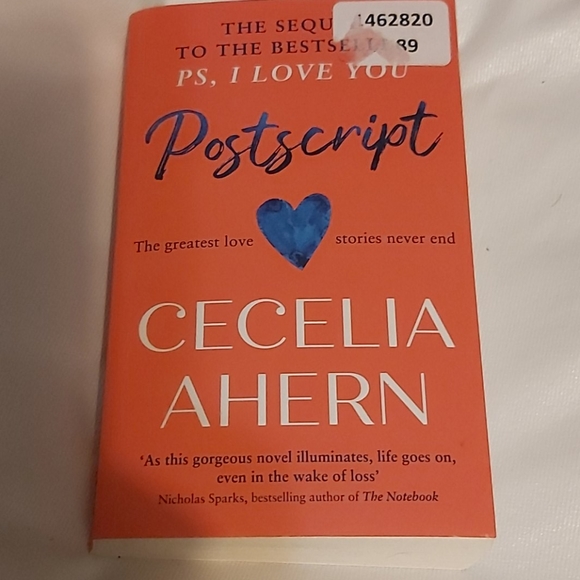 THE SEQU
4462820
TO THE BESTSELL
89
PS, I LOVE YOU
Postscript
The greatest love stories never end
CECELIA
AHERN
‘As this gorgeous novel illuminates, life goes on,
even in the wake of loss’
Nicholas Sparks, bestselling author of The Notebook